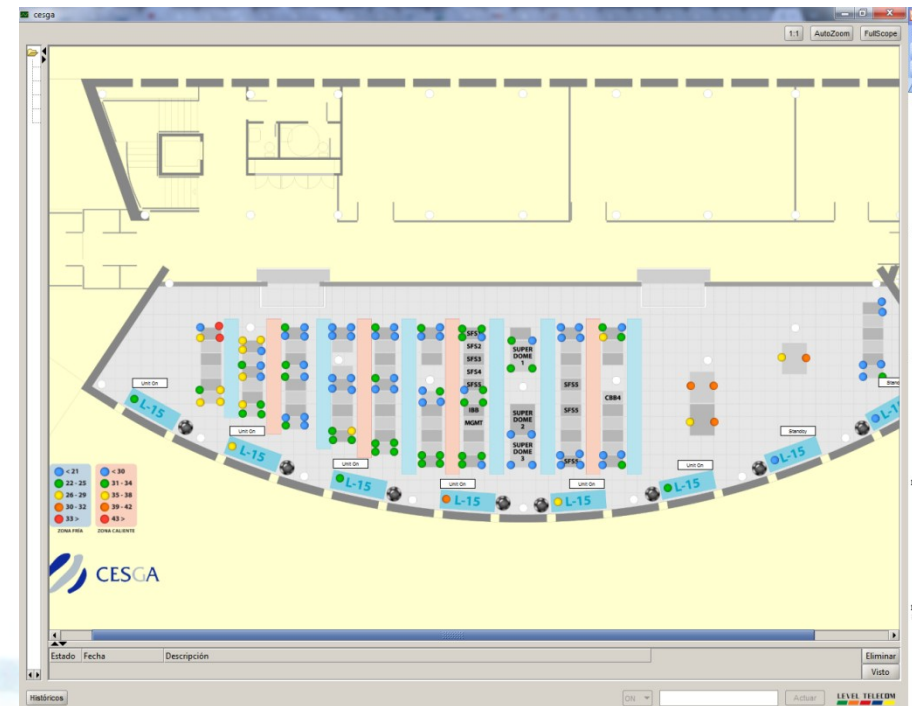 cesga
1:1 AutoZoom FullScope
SFS1
SFS2
SFS3
SFS4
SFS5
SUPER
DOME
1
IBB
MGMT
SUPER
DOME
2
SUPER
DOME
3
SFS5
SFS5
SFS5
CBB4
Unit On
L-15
Unit On
L-15
Unit On
L-15
Unit On
L-15
Unit On
L-15
Unit On
L-15
Standby
L-15
L-1
< 21 < 30
22 - 25 31 - 34
26 - 29 35 - 38
30 - 32 39 - 42
33 > 43 >
ZONA FRÍA ZONA CALIENTE
CESGA
Estado Fecha Descripción
Eliminar
Visto
Históricos ON Actuar LEVEL TELECOM